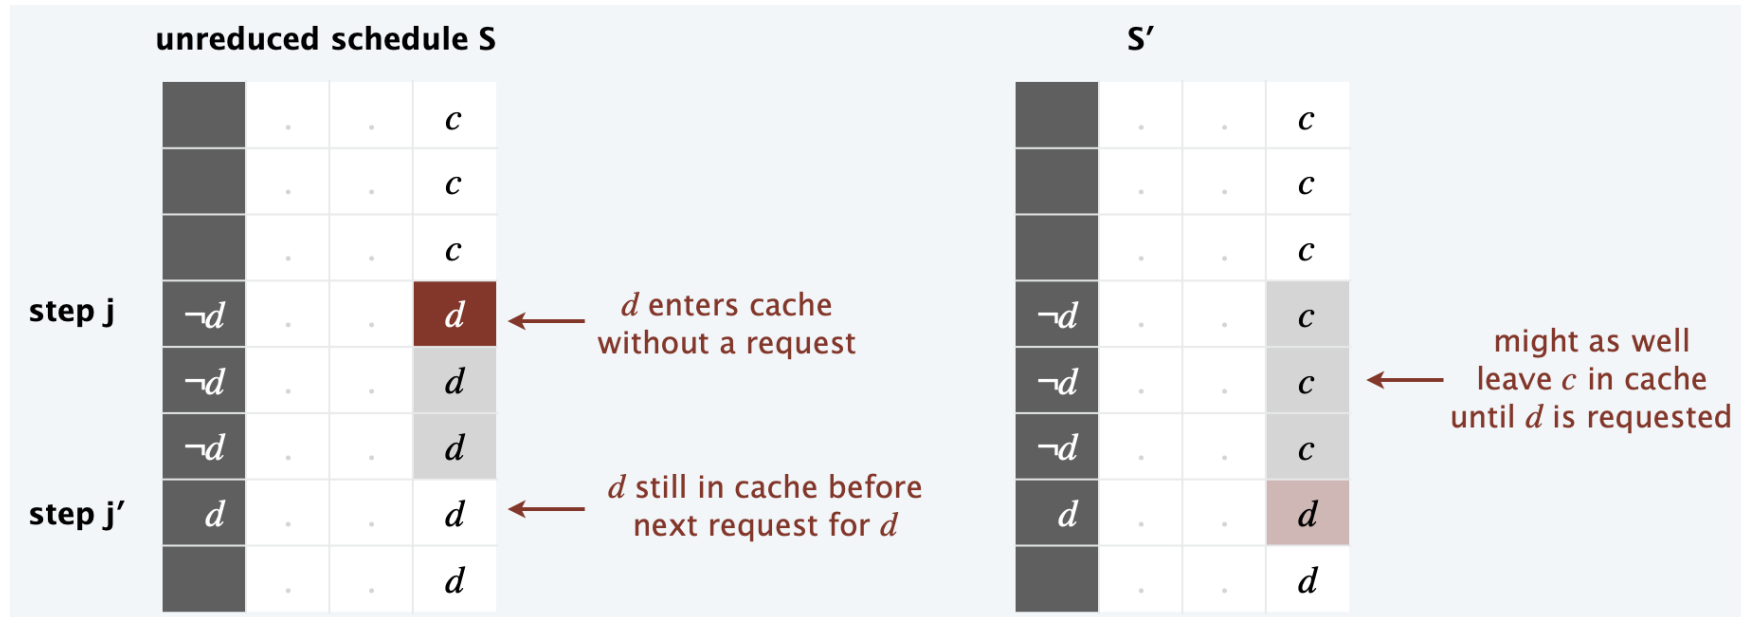 unreduced schedule S
S′
. . c . . c
. . c . . c
. . c . . c
step j ¬d . . d ¬d . . c
d enters cache
without a request
¬d . . d ¬d . . c
might as well
leave c in cache
until d is requested
¬d . . d ¬d . . c
step j′ d . . d d . . d
d still in cache before
next request for d
. . d . . d